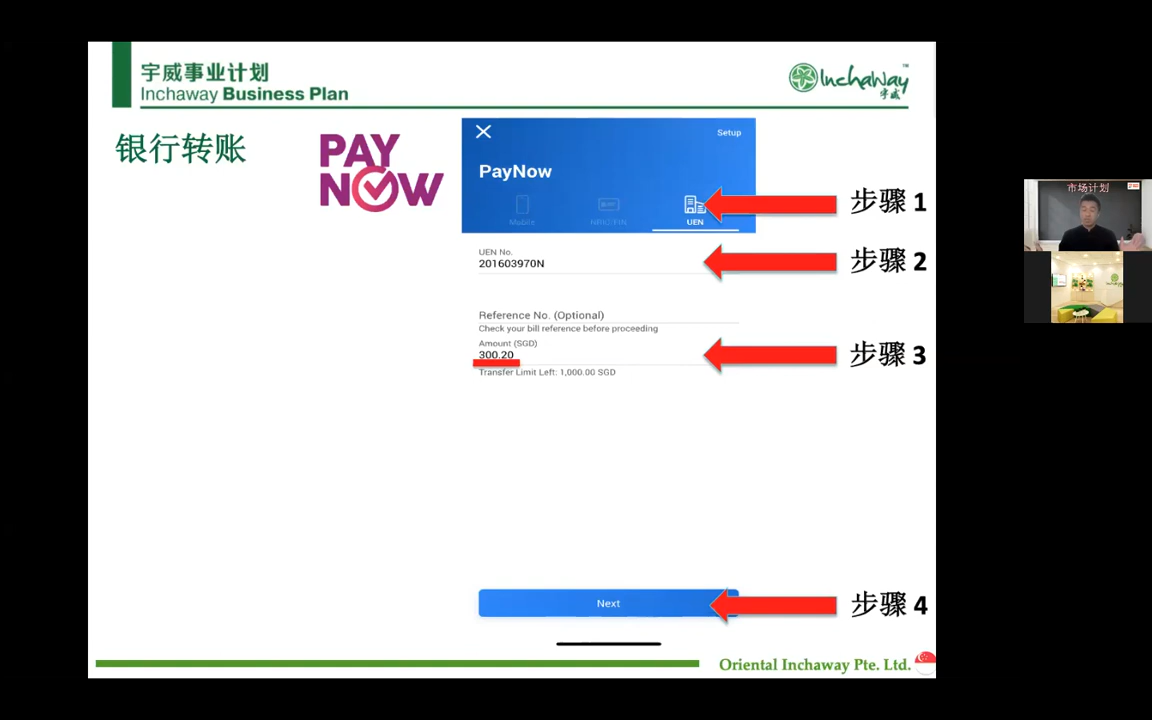 宇威事业计划
Inchaway Business Plan
Inchaway™
宇威
银行转账
PAY
NOW
Setup
PayNow
Mobile
NRIC/FIN
UEN
步骤 1
UEN No.
201603970N
步骤 2
Reference No. (Optional)
Check your bill reference before proceeding
Amount (SGD)
300.20
步骤 3
Transfer Limit Left: 1,000.00 SGD
Next
步骤 4
Oriental Inchaway Pte. Ltd.
市场计划